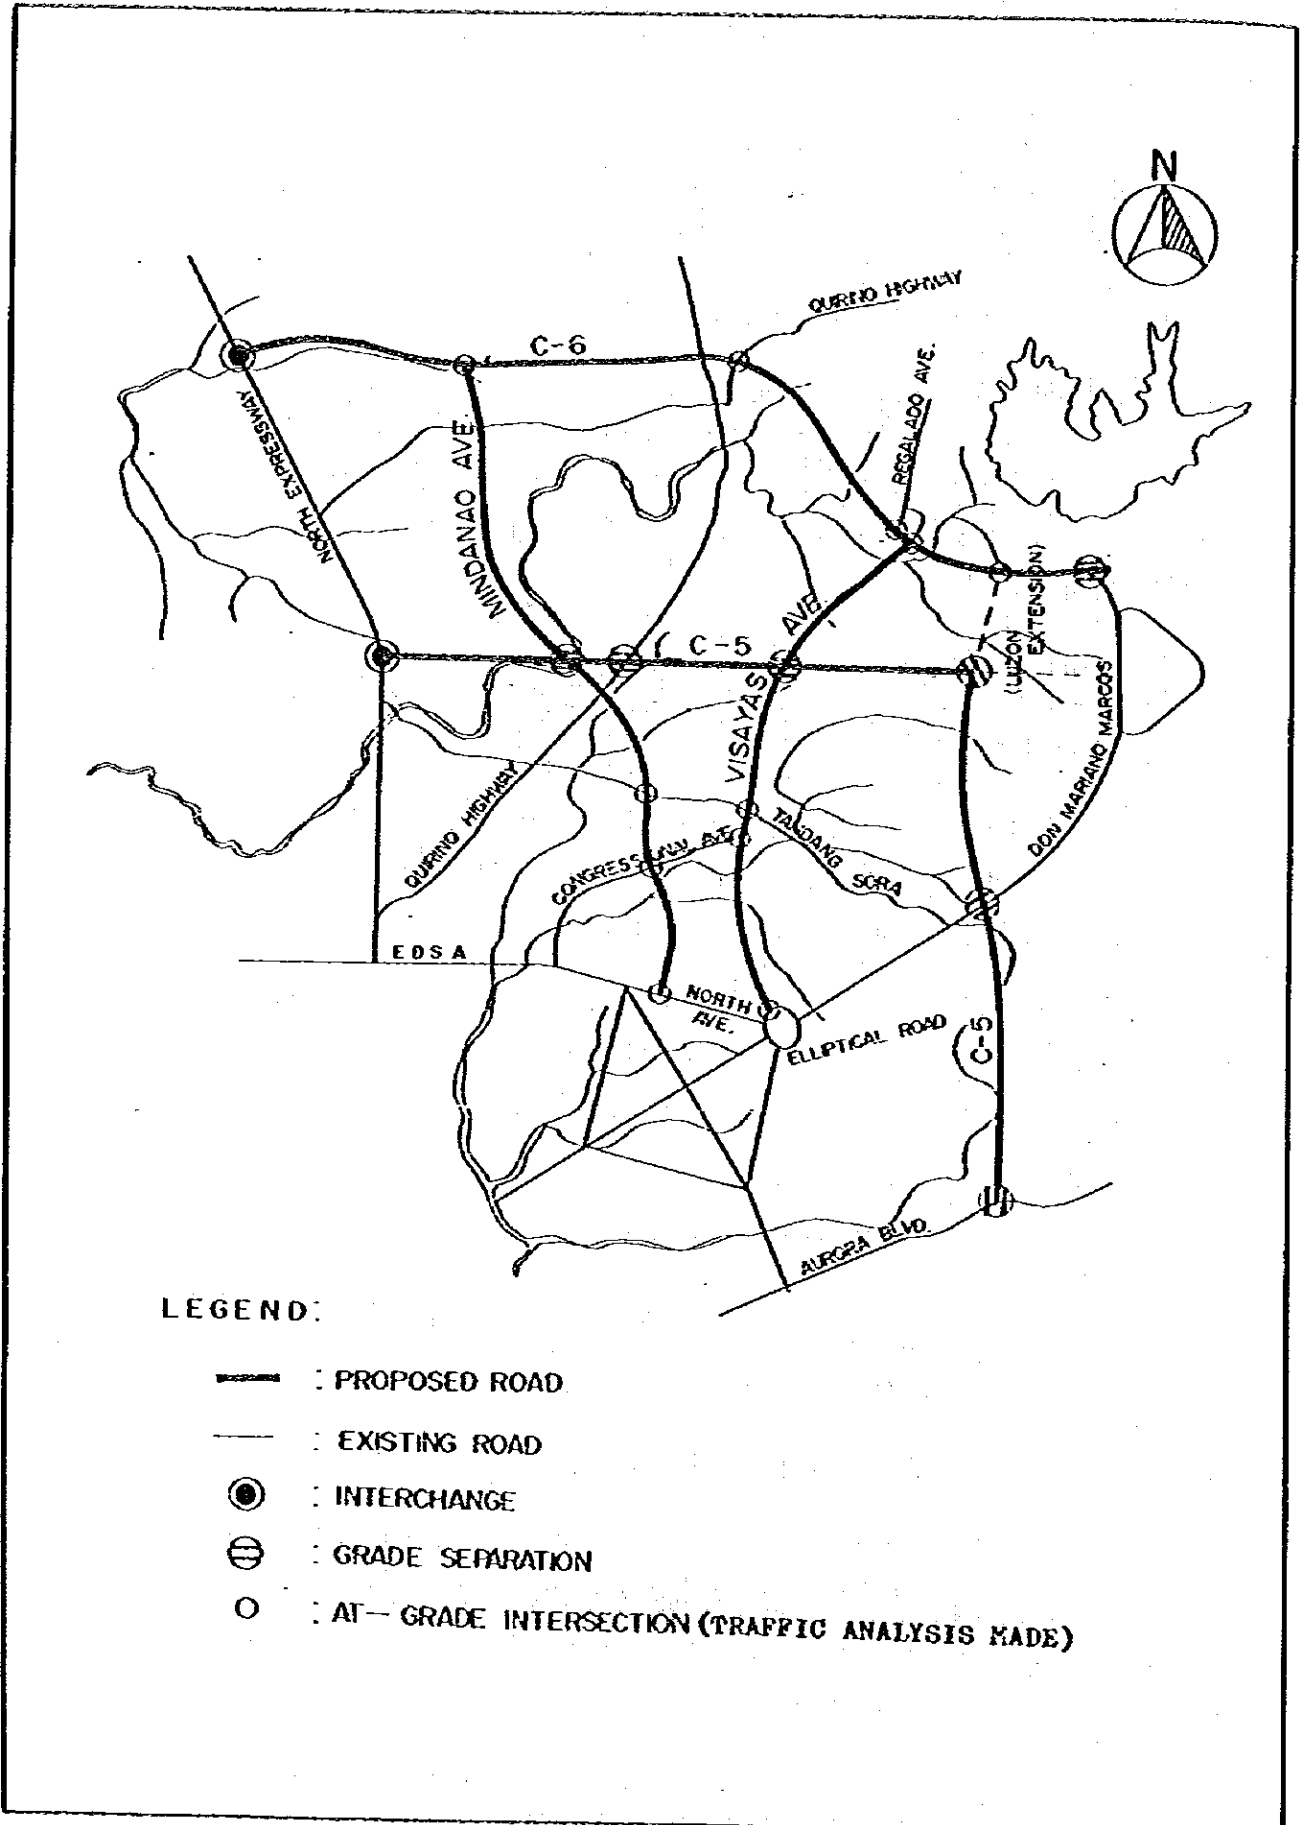 N
QUIRINO HIGHWAY
C-6
REGALADO AVE.
NORTH EXPRESSWAY
MINDANAO AVE.
C-5
VISAYAS AVE.
(LUZON
EXTENSION)
DON MARIANO MARCOS
QUIRINO HIGHWAY
TANDANG
SORA
EDSA
NORTH
AVE.
ELLIPTICAL ROAD
C-5
AURORA BLVD.
LEGEND:
: PROPOSED ROAD
: EXISTING ROAD
: INTERCHANGE
: GRADE SEPARATION
: AT-GRADE INTERSECTION (TRAFFIC ANALYSIS MADE)